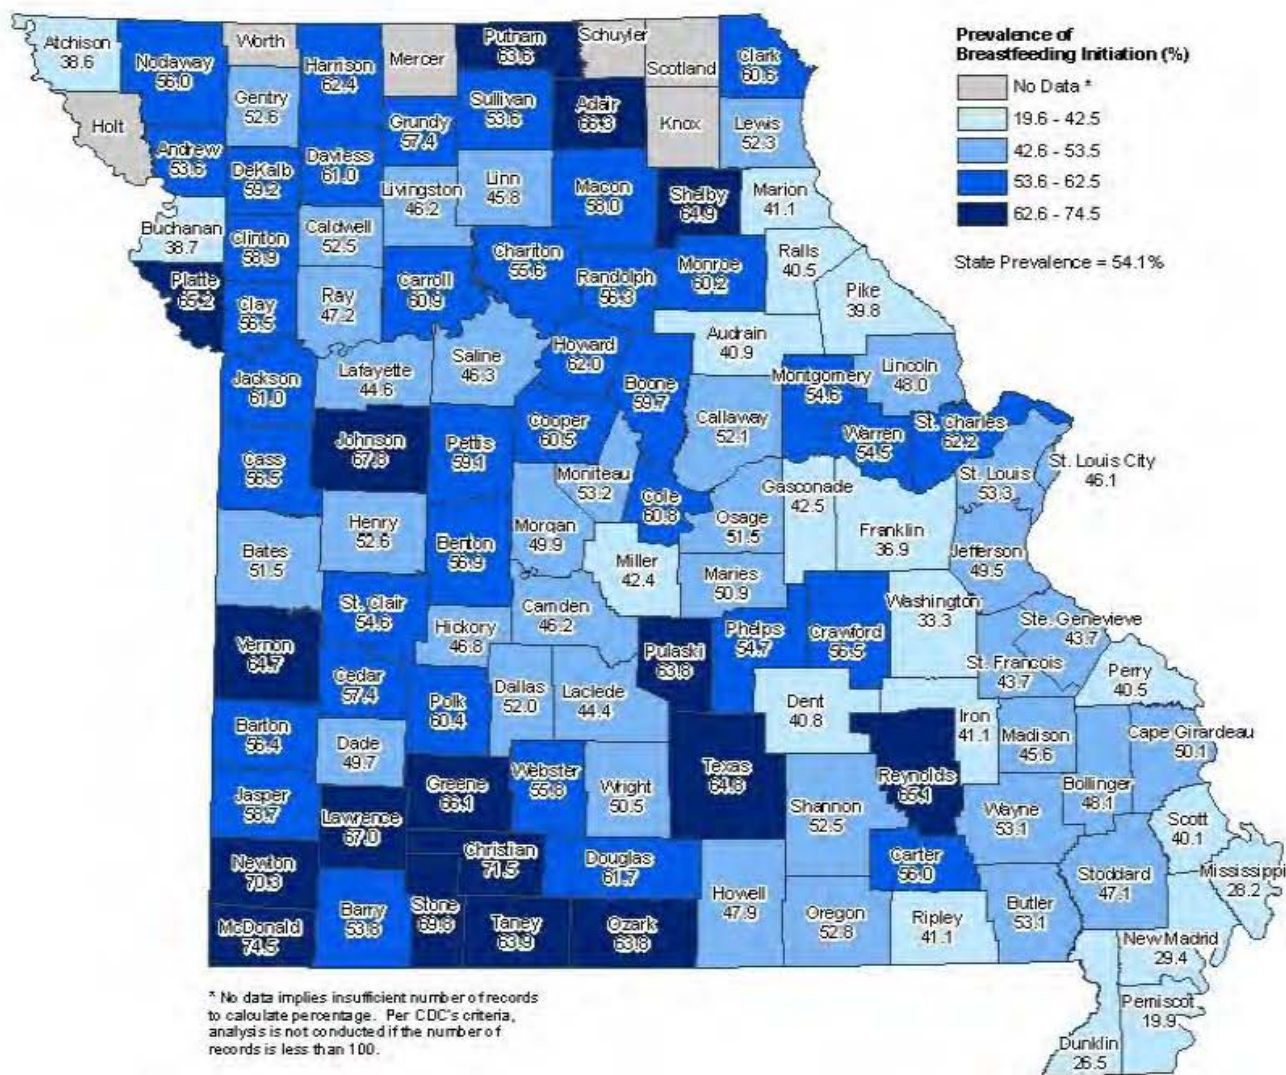 Prevalence of
Breastfeeding Initiation (%)
No Data *
19.6 - 42.5
42.6 - 53.5
53.6 - 62.5
62.6 - 74.5
State Prevalence = 54.1%
Atchison
38.6
Nodaway
56.0
Worth
Harrison
62.4
Mercer
Putnam
63.6
Schuyler
Scotland
Clark
60.6
Holt
Gentry
52.6
Grundy
57.4
Sullivan
53.6
Adair
66.3
Knox
Lewis
52.3
Andrew
53.6
DeKalb
59.2
Daviess
61.0
Livingston
46.2
Linn
45.8
Macon
58.0
Shelby
64.9
Marion
41.1
Buchanan
38.7
Clinton
58.9
Caldwell
52.5
Chariton
55.6
Randolph
56.3
Monroe
60.2
Ralls
40.5
Platte
65.2
Clay
56.5
Ray
47.2
Carroll
60.9
Pike
39.8
Audrain
40.9
Jackson
61.0
Lafayette
44.6
Saline
46.3
Howard
62.0
Boone
59.7
Callaway
52.1
Montgomery
54.6
Lincoln
48.0
Cass
56.5
Johnson
67.8
Pettis
59.1
Cooper
60.5
Moniteau
53.2
Cole
60.8
Warren
54.5
St. Charles
62.2
St. Louis
53.3
St. Louis City
46.1
Bates
51.5
Henry
52.6
Benton
56.9
Morgan
49.9
Miller
42.4
Osage
51.5
Gasconade
42.5
Franklin
36.9
Jefferson
49.5
Maries
50.9
Vernon
64.7
St. Clair
54.6
Hickory
46.8
Camden
46.2
Pulaski
63.8
Phelps
54.7
Crawford
56.5
Washington
33.3
Ste. Genevieve
43.7
St. Francois
43.7
Perry
40.5
Cedar
57.4
Polk
60.4
Dallas
52.0
Laclede
44.4
Dent
40.8
Iron
41.1
Madison
45.6
Cape Girardeau
50.1
Barton
56.4
Dade
49.7
Greene
66.1
Webster
55.8
Wright
50.5
Texas
64.8
Shannon
52.5
Reynolds
65.1
Wayne
53.1
Bollinger
48.1
Scott
40.1
Jasper
58.7
Lawrence
67.0
Christian
71.5
Douglas
61.7
Howell
47.9
Carter
56.0
Stoddard
47.1
Mississippi
28.2
Newton
70.3
McDonald
74.5
Barry
53.8
Stone
69.8
Taney
63.9
Ozark
63.8
Oregon
52.8
Ripley
41.1
Butler
53.1
New Madrid
29.4
Pemiscot
19.9
Dunklin
26.5
* No data implies insufficient number of records
to calculate percentage. Per CDC's criteria,
analysis is not conducted if the number of
records is less than 100.